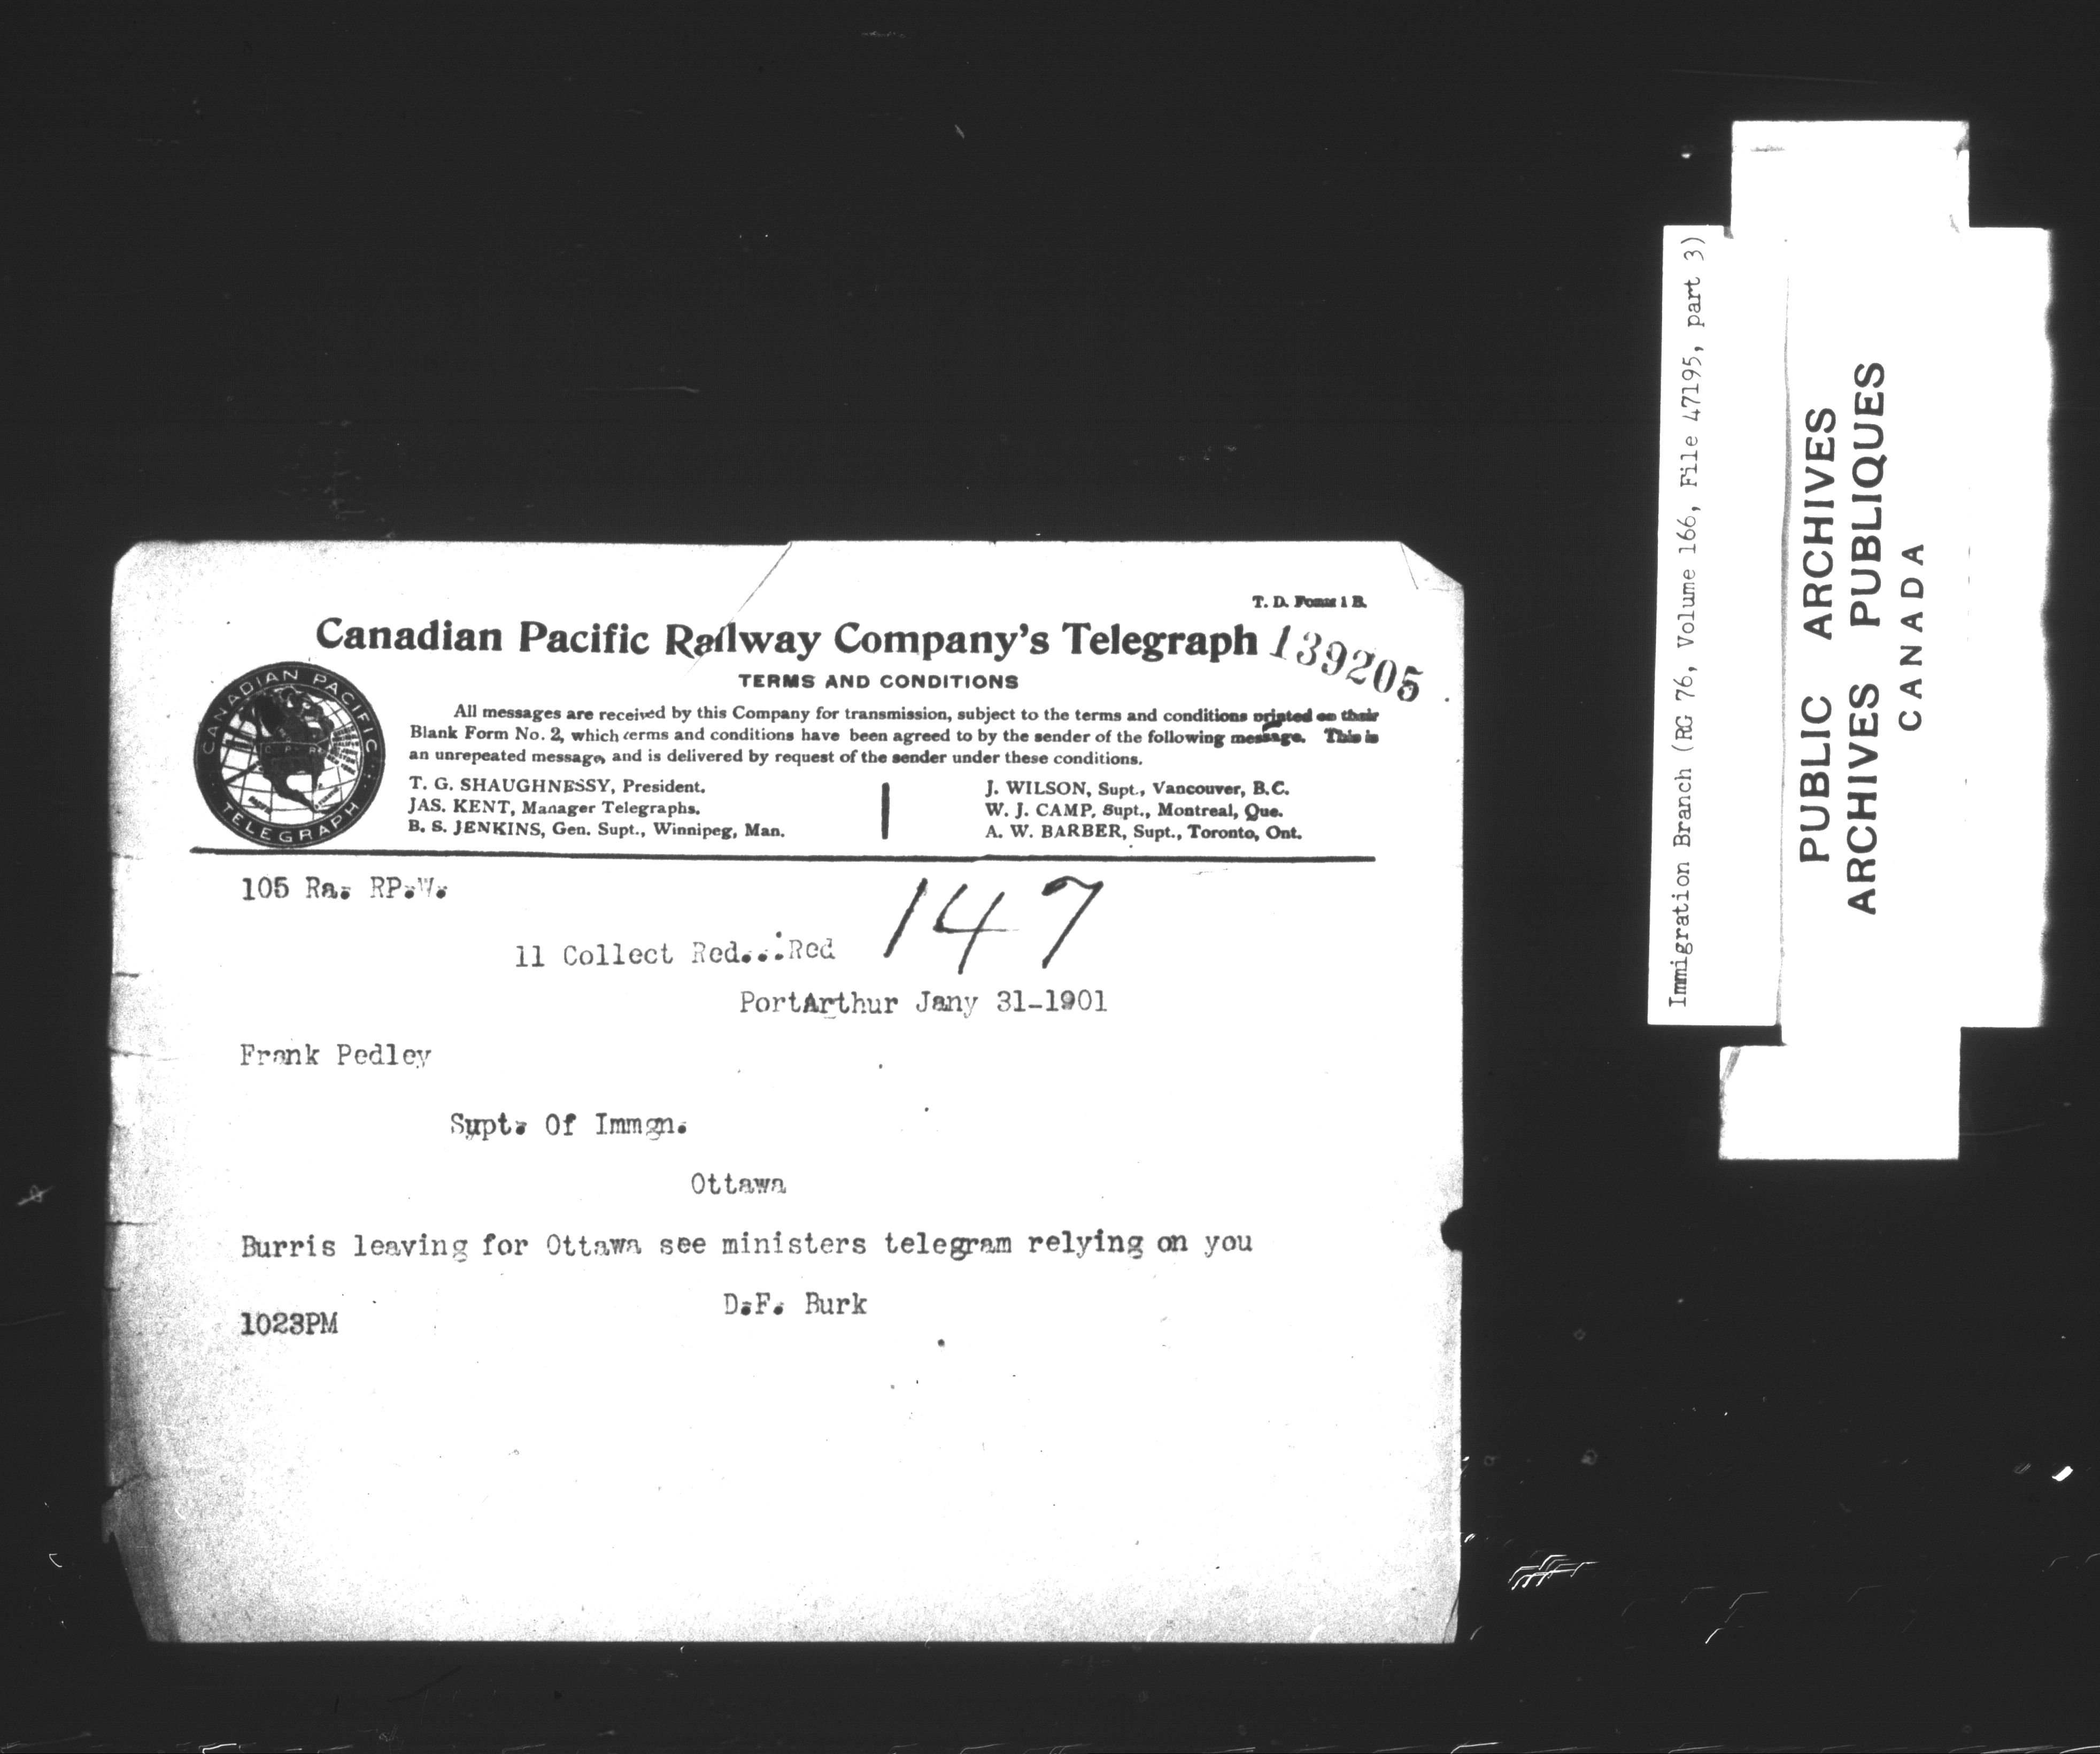 T. D. Form 1 B.
Canadian Pacific Railway Company's Telegraph
139205
TERMS AND CONDITIONS
All messages are received by this Company for transmission, subject to the terms and conditions printed on their
Blank Form No. 2, which terms and conditions have been agreed to by the sender of the following message. This is
an unrepeated message, and is delivered by request of the sender under these conditions.
T. G. SHAUGHNESSY, President.
JAS. KENT, Manager Telegraphs.
B. S. JENKINS, Gen. Supt., Winnipeg, Man.
J. WILSON, Supt., Vancouver, B.C.
W. J. CAMP, Supt., Montreal, Que.
A. W. BARBER, Supt., Toronto, Ont.
CANADIAN PACIFIC
TELEGRAPH
105 Ra. RP.W.
147
11 Collect Red...:Red
PortArthur Jany 31-1901
Frank Pedley
Supt. Of Immgn.
Ottawa
Burris leaving for Ottawa see ministers telegram relying on you
D.F. Burk
1023PM
Immigration Branch (RG 76, Volume 166, File 47195, part 3)
PUBLIC ARCHIVES
ARCHIVES PUBLIQUES
CANADA